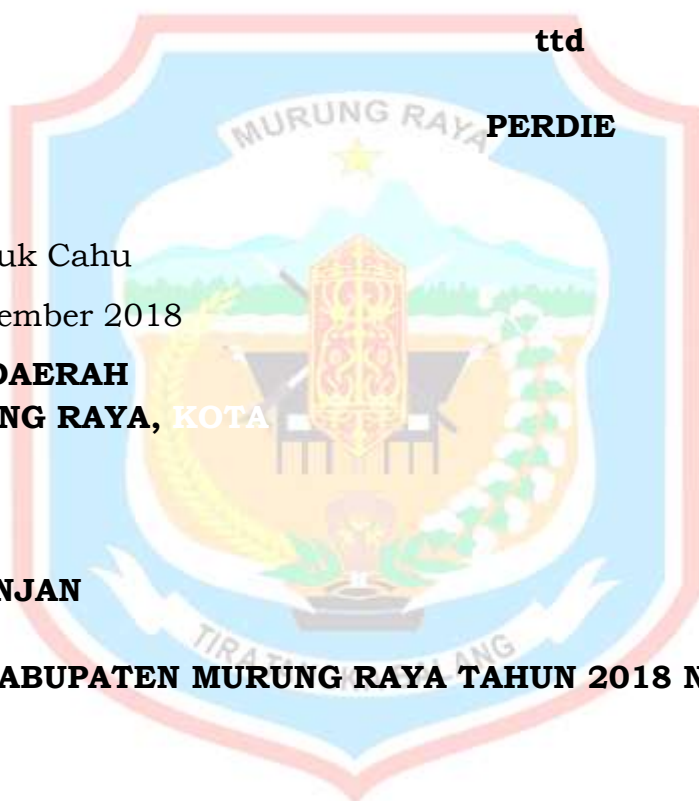 ttd
MURUNG RAYA
PERDIE
uk Cahu
ember 2018
DAERAH
NG RAYA, KOTA
NJAN
ABUPATEN MURUNG RAYA TAHUN 2018 N